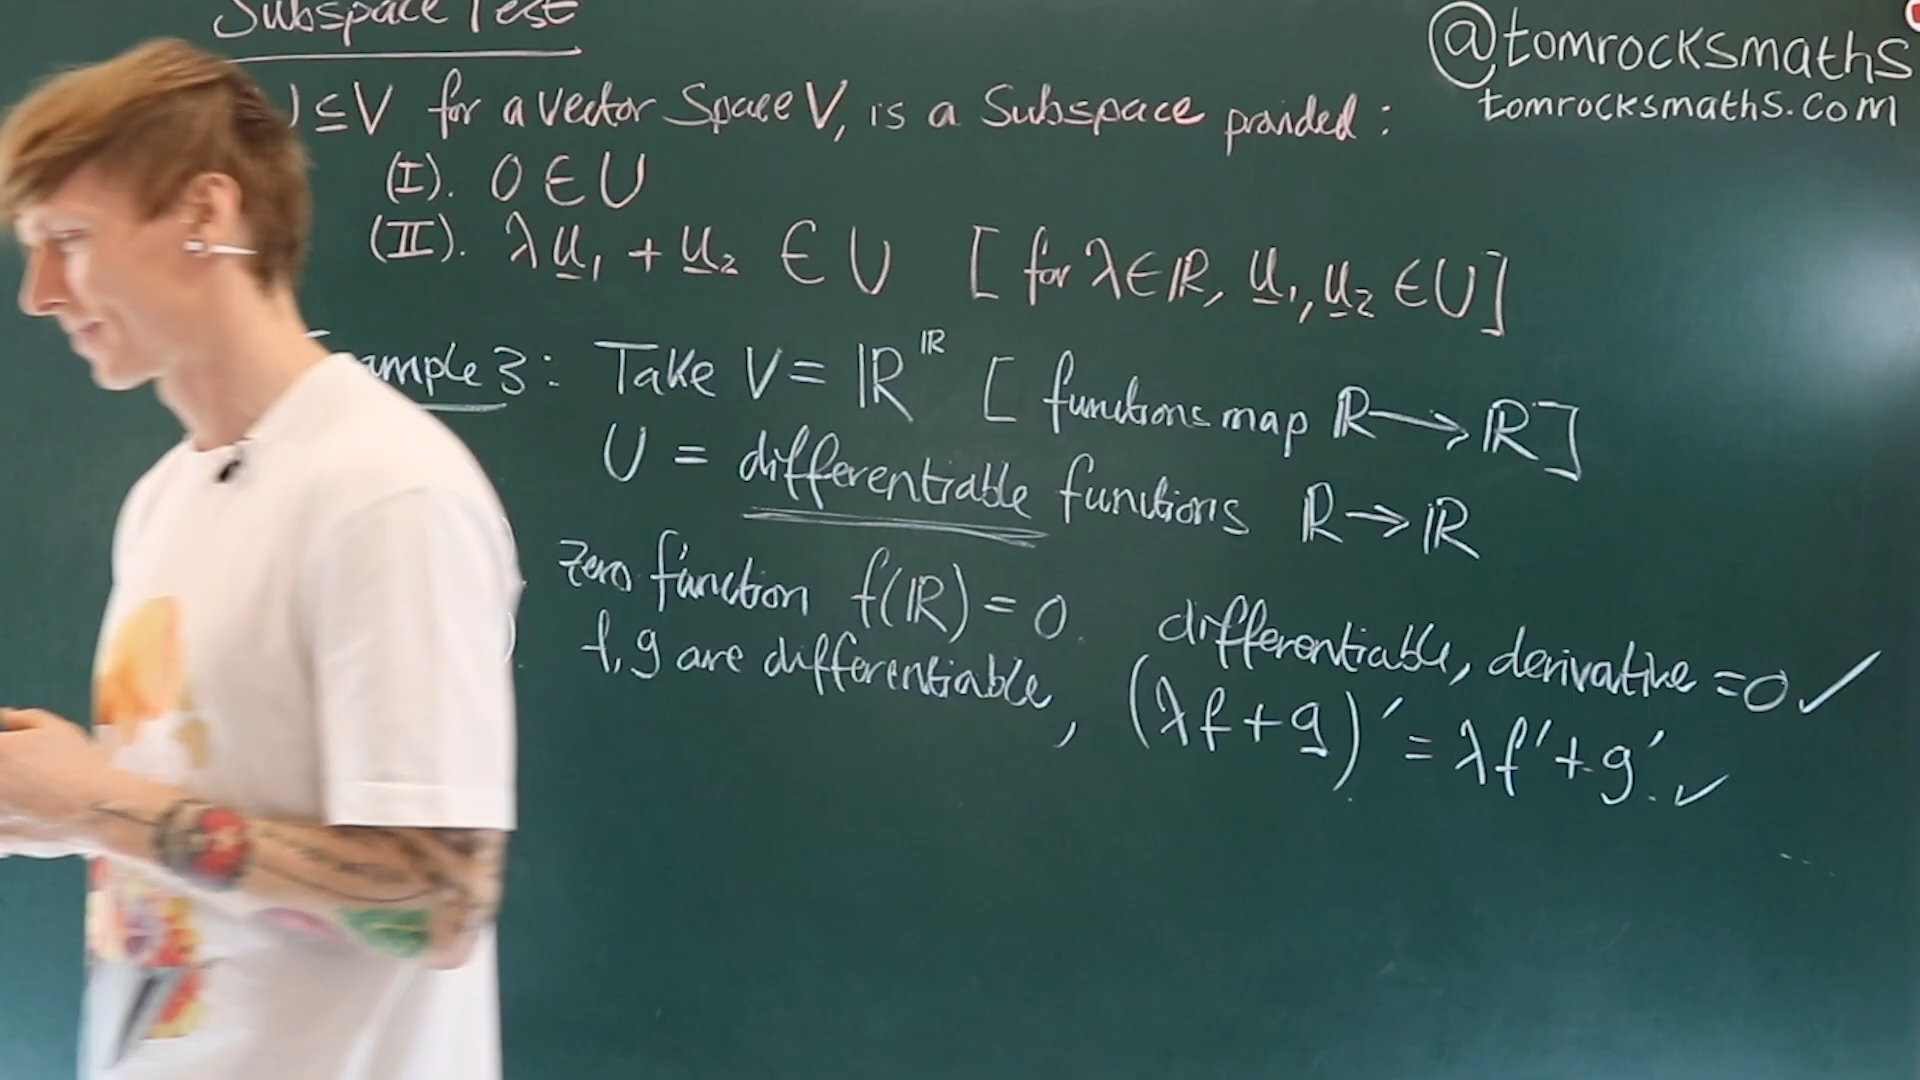 Subspace Test
@tomrocksmaths
tomrocksmaths.com
⊆ V for a vector Space V, is a Subspace provided :
(I). 0 ∈ U
(II). λu₁ + u₂ ∈ U [ for λ ∈ ℝ, u₁, u₂ ∈ U ]
ample 3 : Take V = ℝ^ℝ [ functions map ℝ → ℝ ]
U = differentiable functions ℝ → ℝ
zero function f(ℝ) = 0. differentiable, derivative = 0 ✓
f, g are differentiable, (λf + g)′ = λf′ + g′. ✓